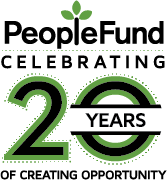 PeopleFund
CELEBRATING
20 YEARS
OF CREATING OPPORTUNITY